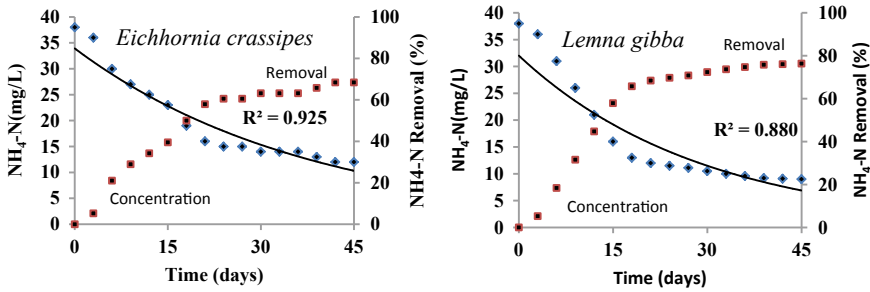 Eichhornia crassipes
NH₄-N(mg/L)
40
35
30
25
20
15
10
5
0
Removal
R² = 0.925
Concentration
100
80
60
40
20
0
NH4-N Removal (%)
0 15 30 45
Time (days)
Lemna gibba
NH₄-N(mg/L)
40
35
30
25
20
15
10
5
0
Removal
R² = 0.880
Concentration
100
80
60
40
20
0
NH₄-N Removal (%)
0 15 30 45
Time (days)